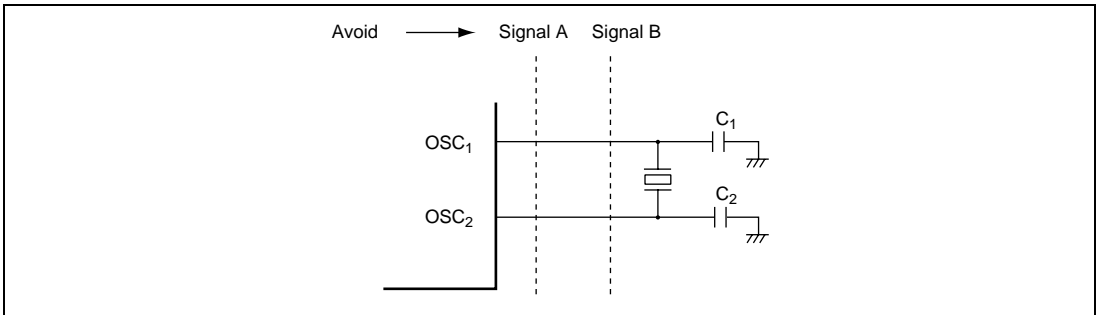 Avoid Signal A Signal B
C₁
OSC₁
C₂
OSC₂